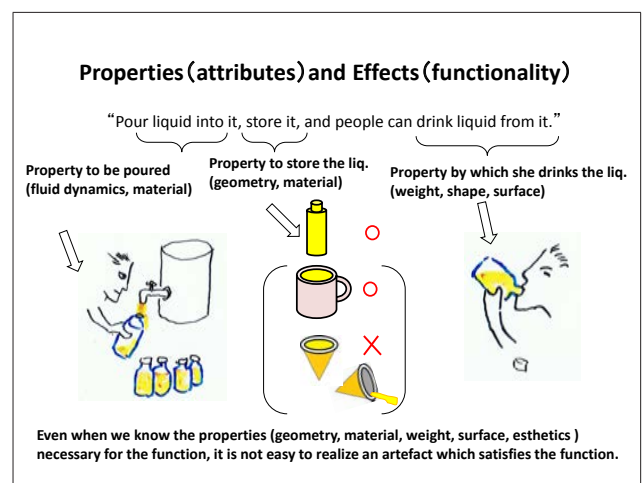 Properties（attributes）and Effects（functionality）
“Pour liquid into it, store it, and people can drink liquid from it.”
Property to be poured
(fluid dynamics, material)
Property to store the liq.
(geometry, material)
Property by which she drinks the liq.
(weight, shape, surface)
○
○
×
Even when we know the properties (geometry, material, weight, surface, esthetics )
necessary for the function, it is not easy to realize an artefact which satisfies the function.